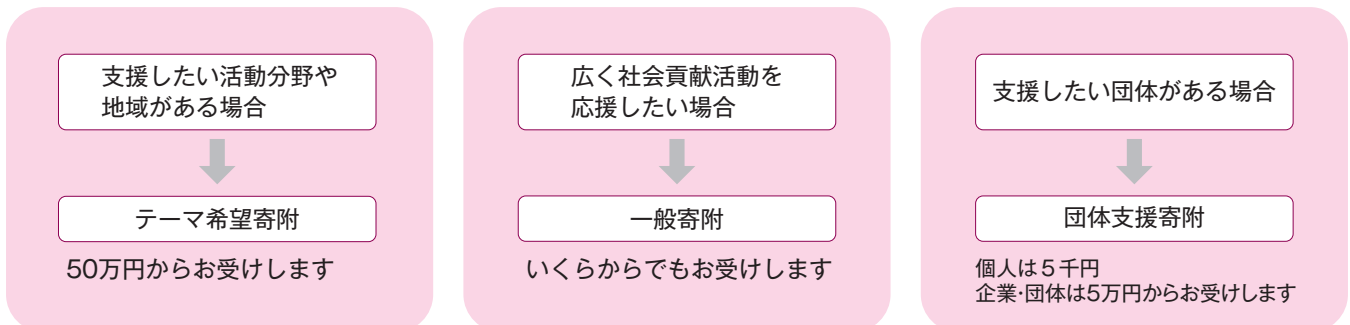 支援したい活動分野や
地域がある場合
テーマ希望寄附
50万円からお受けします
広く社会貢献活動を
応援したい場合
一般寄附
いくらからでもお受けします
支援したい団体がある場合
団体支援寄附
個人は5千円
企業・団体は5万円からお受けします